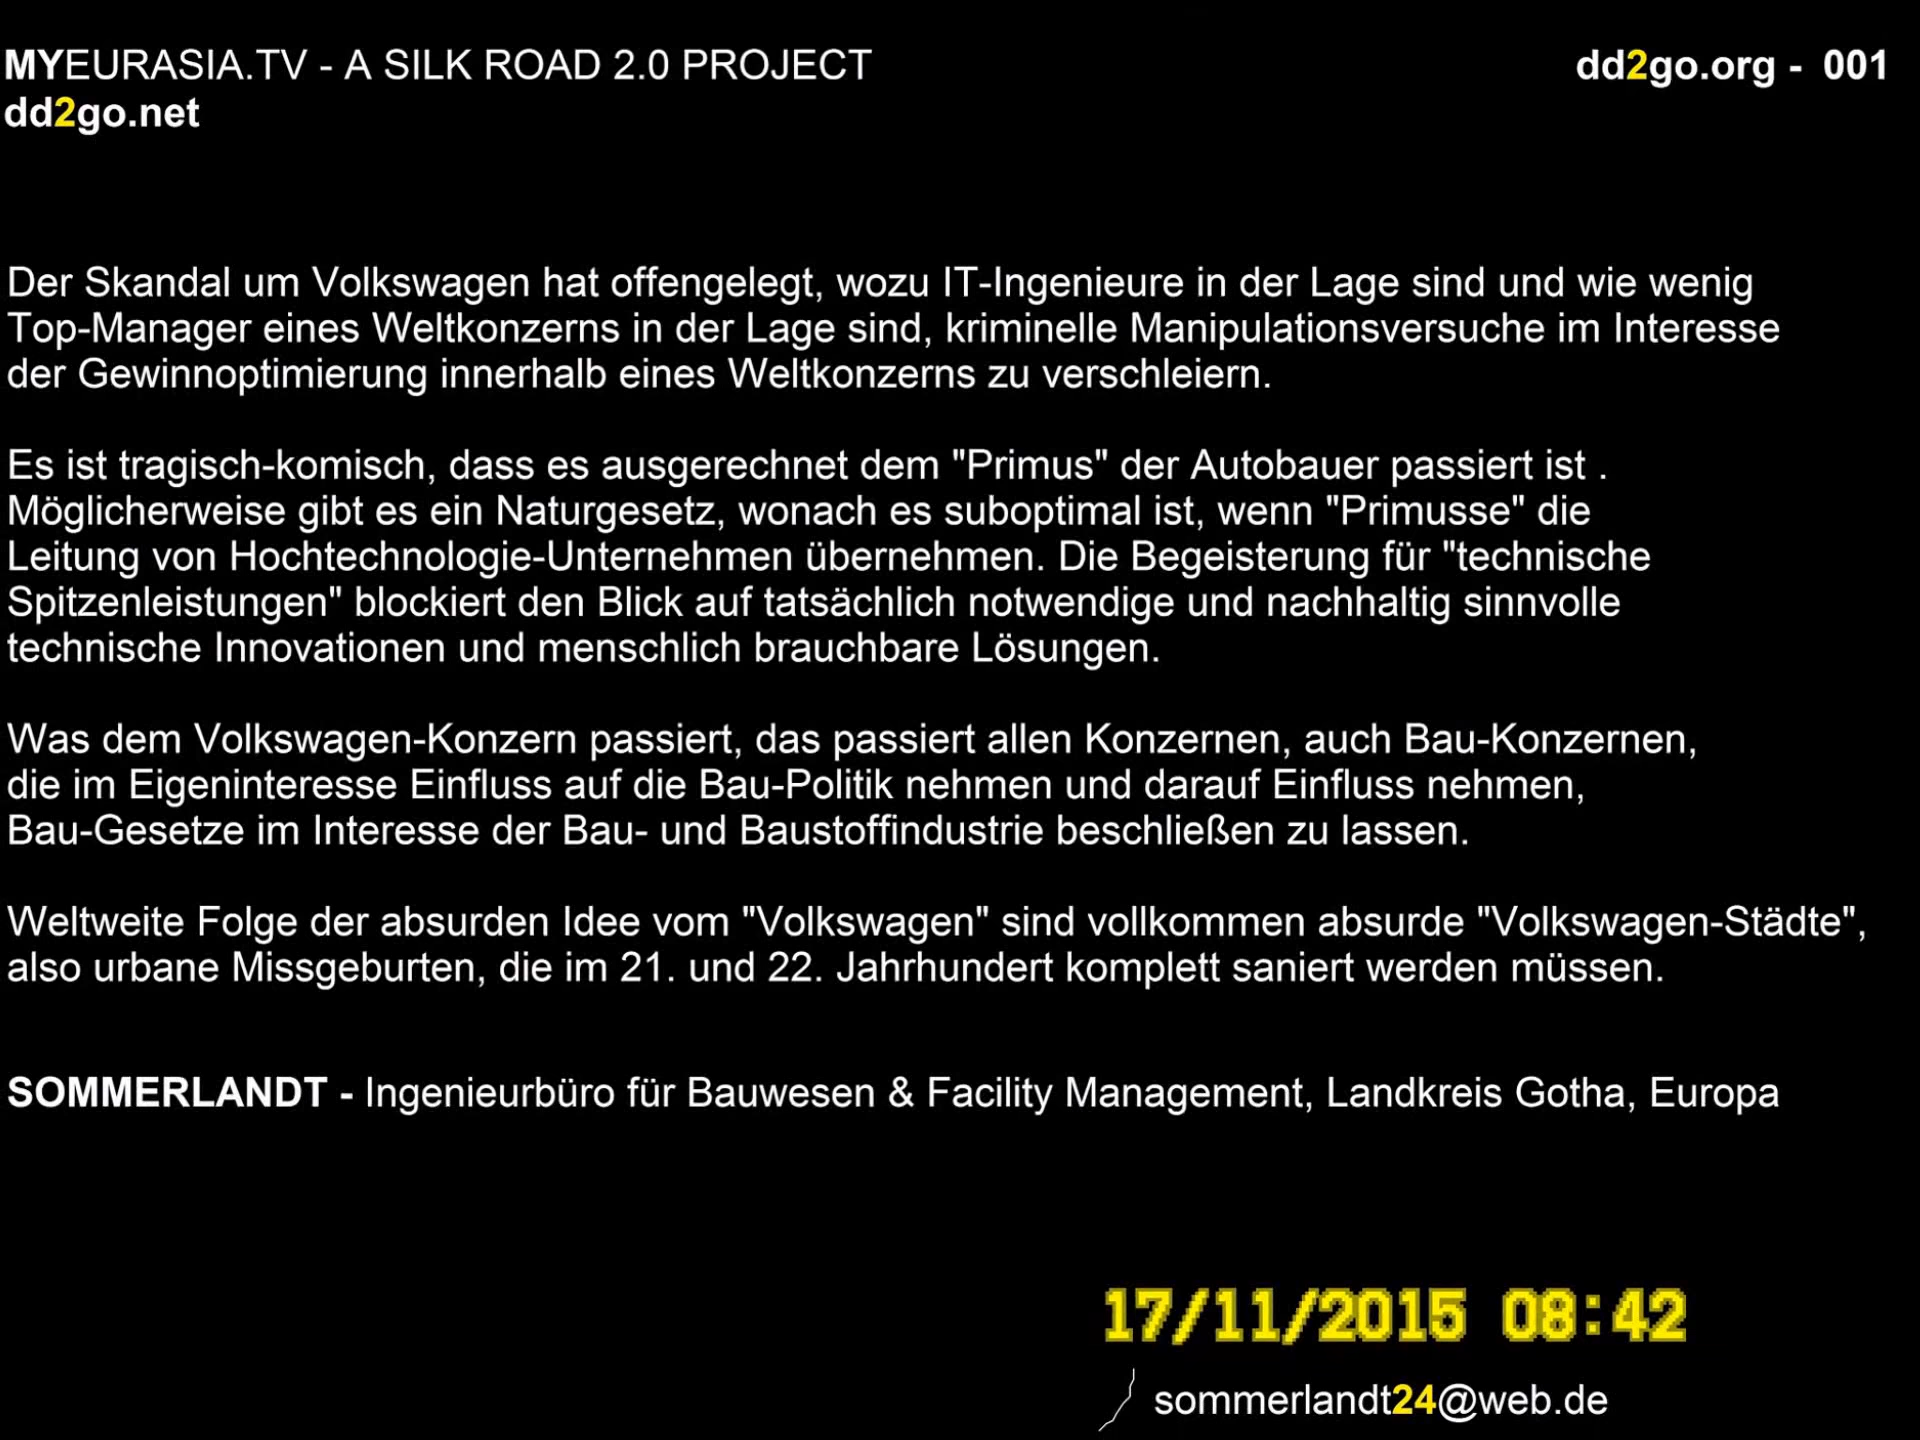 MYEURASIA.TV - A SILK ROAD 2.0 PROJECT
dd2go.org - 001
dd2go.net
Der Skandal um Volkswagen hat offengelegt, wozu IT-Ingenieure in der Lage sind und wie wenig
Top-Manager eines Weltkonzerns in der Lage sind, kriminelle Manipulationsversuche im Interesse
der Gewinnoptimierung innerhalb eines Weltkonzerns zu verschleiern.
Es ist tragisch-komisch, dass es ausgerechnet dem "Primus" der Autobauer passiert ist .
Möglicherweise gibt es ein Naturgesetz, wonach es suboptimal ist, wenn "Primusse" die
Leitung von Hochtechnologie-Unternehmen übernehmen. Die Begeisterung für "technische
Spitzenleistungen" blockiert den Blick auf tatsächlich notwendige und nachhaltig sinnvolle
technische Innovationen und menschlich brauchbare Lösungen.
Was dem Volkswagen-Konzern passiert, das passiert allen Konzernen, auch Bau-Konzernen,
die im Eigeninteresse Einfluss auf die Bau-Politik nehmen und darauf Einfluss nehmen,
Bau-Gesetze im Interesse der Bau- und Baustoffindustrie beschließen zu lassen.
Weltweite Folge der absurden Idee vom "Volkswagen" sind vollkommen absurde "Volkswagen-Städte",
also urbane Missgeburten, die im 21. und 22. Jahrhundert komplett saniert werden müssen.
SOMMERLANDT - Ingenieurbüro für Bauwesen & Facility Management, Landkreis Gotha, Europa
17/11/2015 08:42
sommerlandt24@web.de